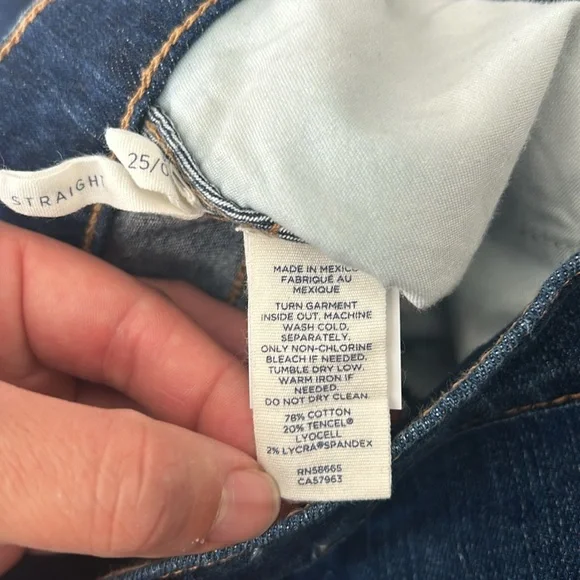 STRAIGHT
25/0
MADE IN MEXICO
FABRIQUÉ AU
MEXIQUE
TURN GARMENT
INSIDE OUT. MACHINE
WASH COLD,
SEPARATELY.
ONLY NON-CHLORINE
BLEACH IF NEEDED.
TUMBLE DRY LOW.
WARM IRON IF
NEEDED.
DO NOT DRY CLEAN.
78% COTTON
20% TENCEL®
LYOCELL
2% LYCRA®SPANDEX
RN58665
CA57963